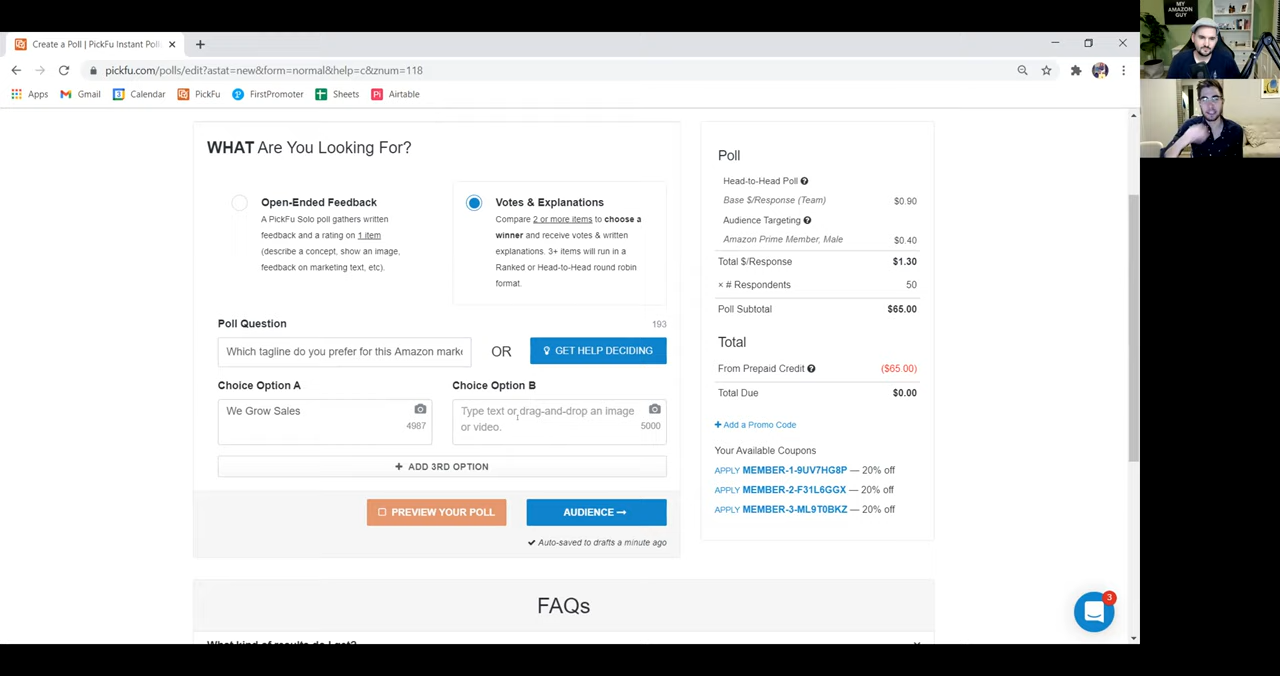 MY
AMAZON
GUY
Create a Poll | PickFu Instant Poll
pickfu.com/polls/edit?astat=new&form=normal&help=c&znum=118
Apps
Gmail
Calendar
PickFu
FirstPromoter
Sheets
Airtable
WHAT Are You Looking For?
Open-Ended Feedback
A PickFu Solo poll gathers written
feedback and a rating on 1 item
(describe a concept, show an image,
feedback on marketing text, etc).
Votes & Explanations
Compare 2 or more items to choose a
winner and receive votes & written
explanations. 3+ items will run in a
Ranked or Head-to-Head round robin
format.
Poll Question
193
Which tagline do you prefer for this Amazon marke
OR
GET HELP DECIDING
Choice Option A
Choice Option B
We Grow Sales
4987
Type text or drag-and-drop an image
or video.
5000
+ ADD 3RD OPTION
PREVIEW YOUR POLL
AUDIENCE →
✔ Auto-saved to drafts a minute ago
Poll
Head-to-Head Poll
Base $/Response (Team) $0.90
Audience Targeting
Amazon Prime Member, Male $0.40
Total $/Response $1.30
× # Respondents 50
Poll Subtotal $65.00
Total
From Prepaid Credit ($65.00)
Total Due $0.00
+ Add a Promo Code
Your Available Coupons
APPLY MEMBER-1-9UV7HG8P — 20% off
APPLY MEMBER-2-F31L6GGX — 20% off
APPLY MEMBER-3-ML9T0BKZ — 20% off
FAQs
What kind of results do I get?
3